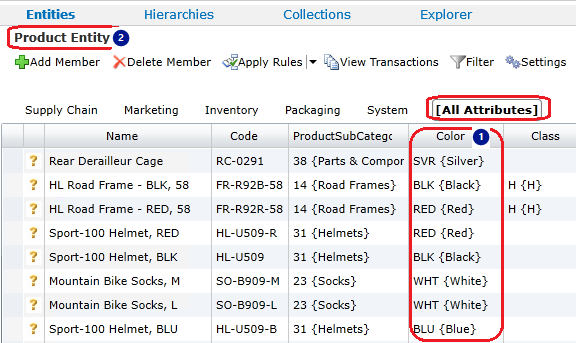 Entities Hierarchies Collections Explorer
Product Entity 2
Add Member Delete Member Apply Rules View Transactions Filter Settings
Supply Chain Marketing Inventory Packaging System [All Attributes]
Name Code ProductSubCatego Color 1 Class
? Rear Derailleur Cage RC-0291 38 {Parts & Compor SVR {Silver}
? HL Road Frame - BLK, 58 FR-R92B-58 14 {Road Frames} BLK {Black} H {H}
? HL Road Frame - RED, 58 FR-R92R-58 14 {Road Frames} RED {Red} H {H}
? Sport-100 Helmet, RED HL-U509-R 31 {Helmets} RED {Red}
? Sport-100 Helmet, BLK HL-U509 31 {Helmets} BLK {Black}
? Mountain Bike Socks, M SO-B909-M 23 {Socks} WHT {White}
? Mountain Bike Socks, L SO-B909-L 23 {Socks} WHT {White}
? Sport-100 Helmet, BLU HL-U509-B 31 {Helmets} BLU {Blue}